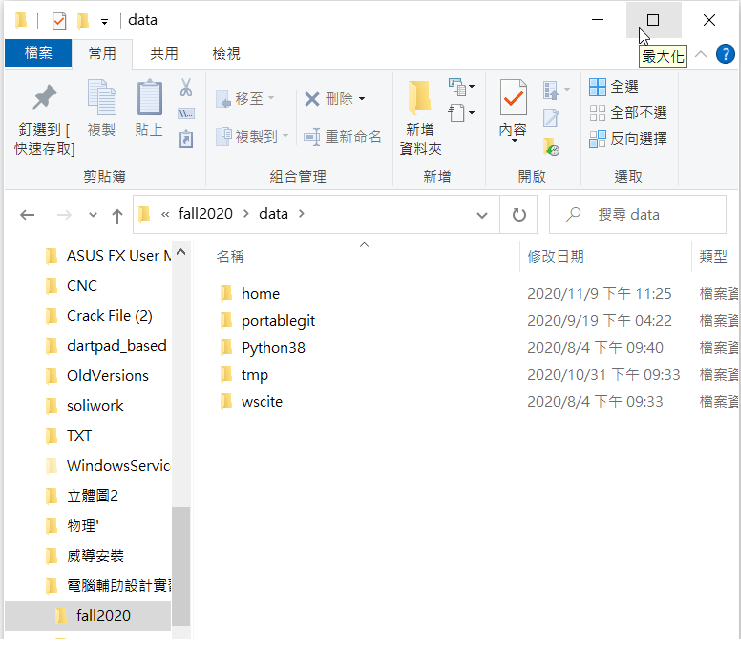 data
檔案 常用 共用 檢視
最大化
釘選到 [
快速存取]
複製
貼上
剪貼簿
移至
複製到
刪除
重新命名
組合管理
新增
資料夾
新增
內容
開啟
全選
全部不選
反向選擇
選取
« fall2020 > data >
搜尋 data
ASUS FX User M
CNC
Crack File (2)
dartpad_based
OldVersions
soliwork
TXT
WindowsServic
立體圖2
物理'
威導安裝
電腦輔助設計實習
fall2020
名稱 修改日期 類型
home 2020/11/9 下午 11:25 檔案資
portablegit 2020/9/19 下午 04:22 檔案資
Python38 2020/8/4 下午 09:40 檔案資
tmp 2020/10/31 下午 09:33 檔案資
wscite 2020/8/4 下午 09:33 檔案資